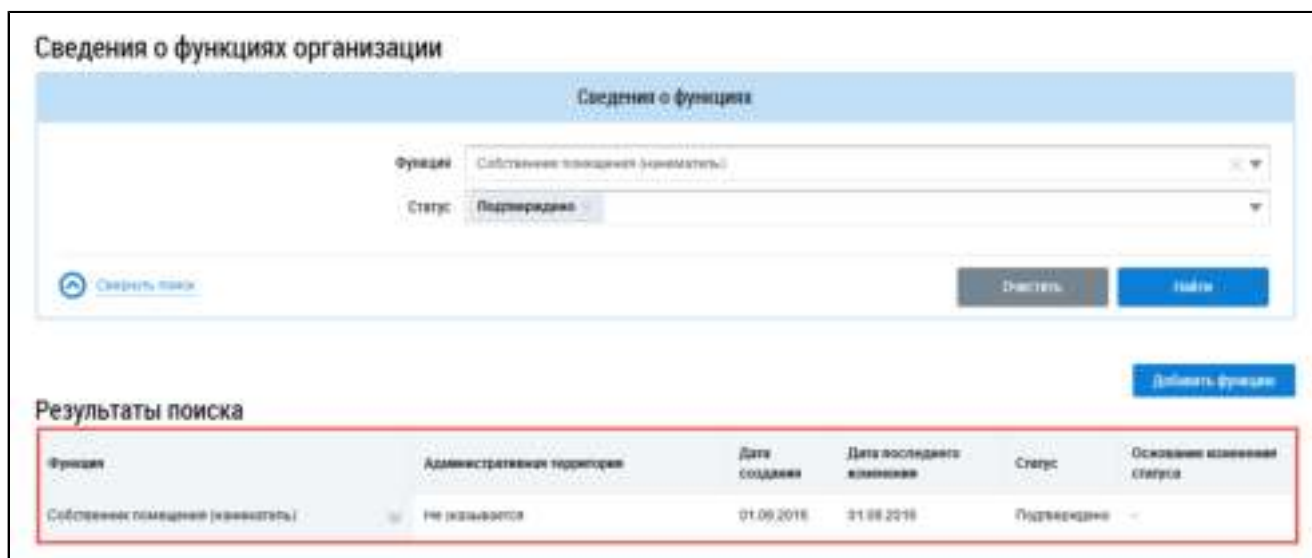 Сведения о функциях организации
Сведения о функциях
Функция Собственник помещения (наниматель)
Статус Подтверждено
Свернуть поиск Очистить Найти
Добавить функцию
Результаты поиска
Функция Административная территория Дата создания Дата последнего изменения Статус Основание изменения статуса
Собственник помещения (наниматель) Не указывается 01.08.2016 01.08.2016 Подтверждено -